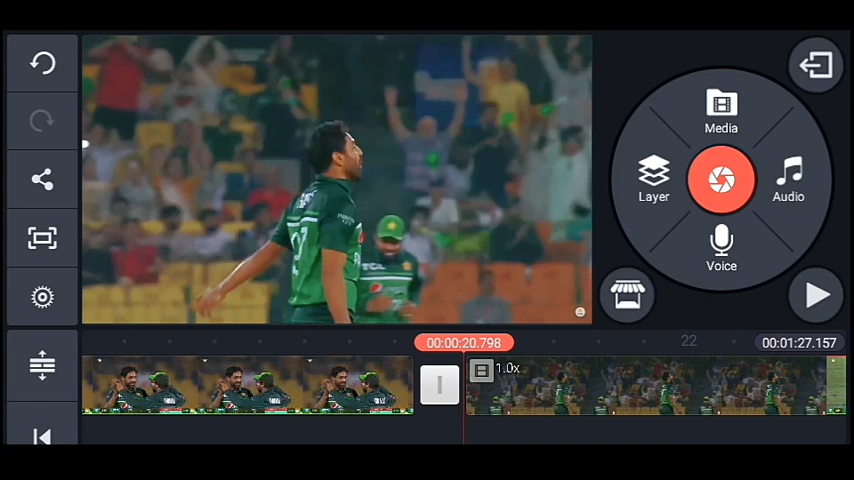 Media
Layer
Audio
Voice
00:00:20.798
22
00:01:27.157
1.0x